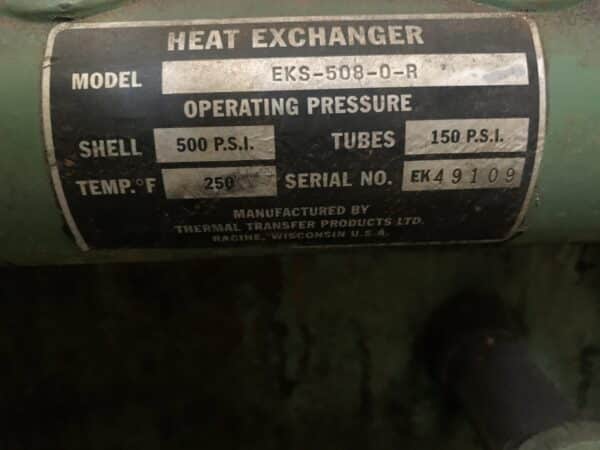 HEAT EXCHANGER
MODEL EKS-508-O-R
OPERATING PRESSURE
SHELL 500 P.S.I. TUBES 150 P.S.I.
TEMP.°F 250 SERIAL NO. EK49109
MANUFACTURED BY
THERMAL TRANSFER PRODUCTS LTD.
RACINE, WISCONSIN U.S.A.